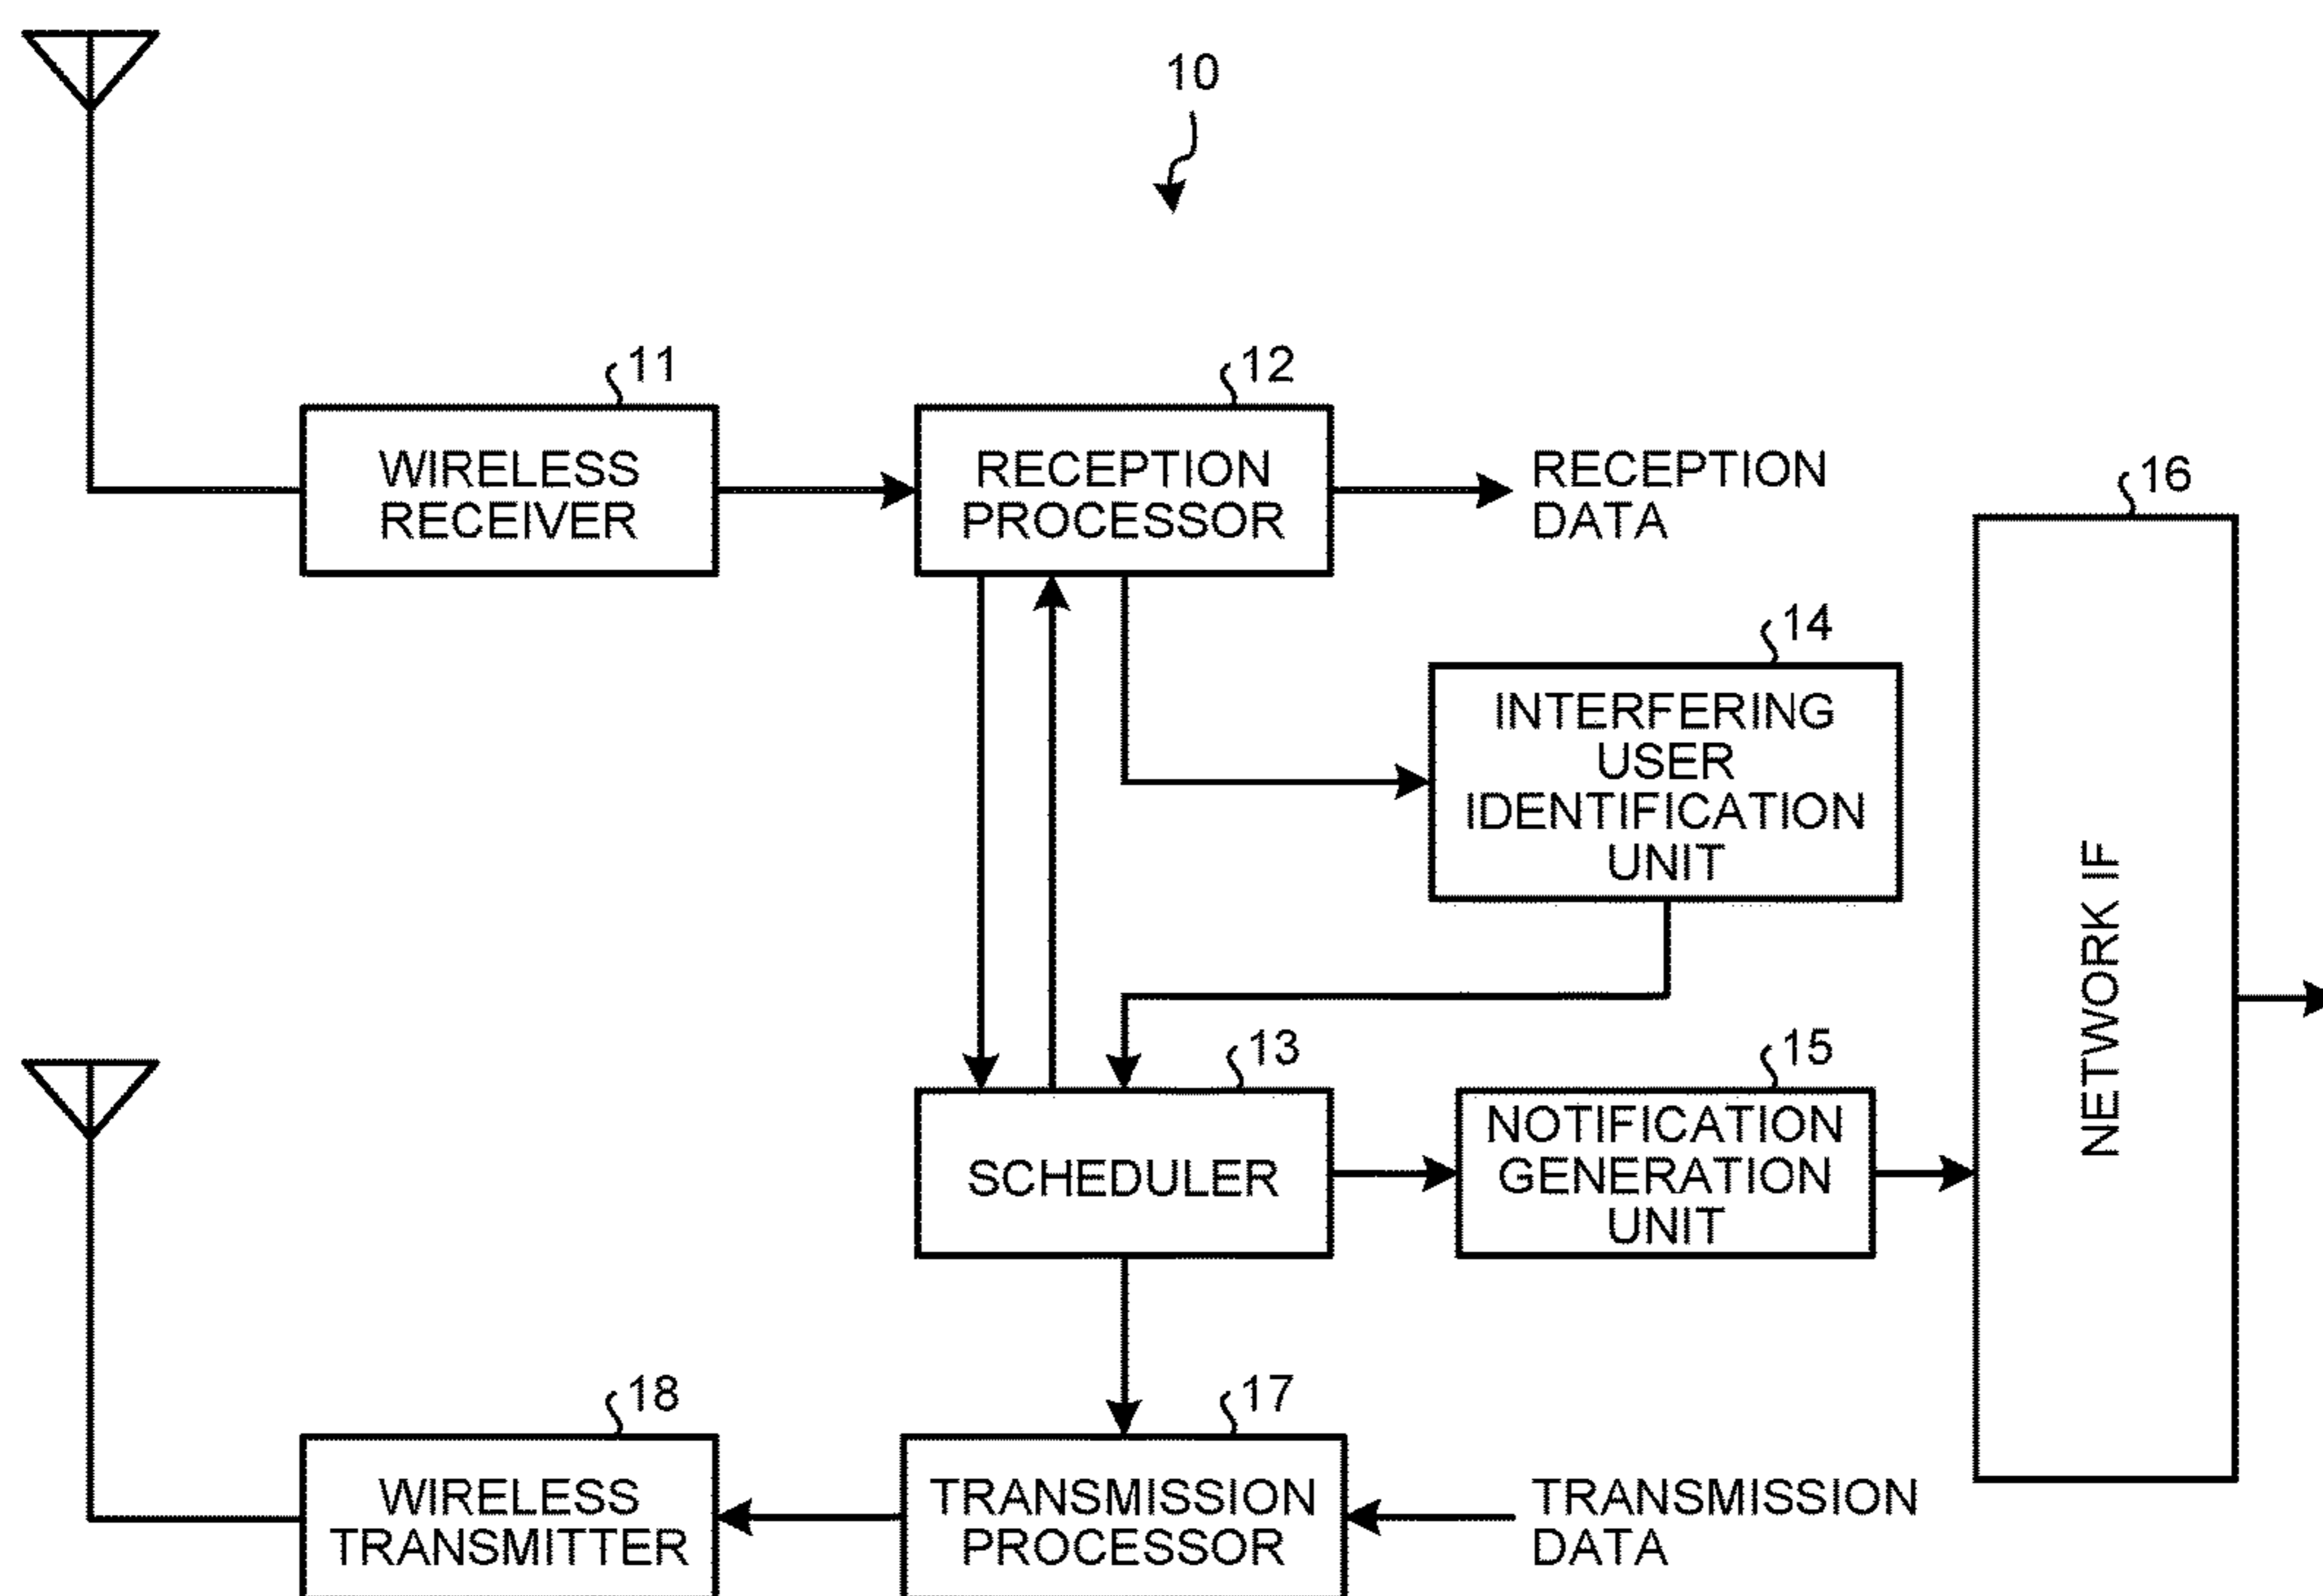 10
11
WIRELESS
RECEIVER
12
RECEPTION
PROCESSOR
RECEPTION
DATA
16
NETWORK IF
14
INTERFERING
USER
IDENTIFICATION
UNIT
13
SCHEDULER
15
NOTIFICATION
GENERATION
UNIT
18
WIRELESS
TRANSMITTER
17
TRANSMISSION
PROCESSOR
TRANSMISSION
DATA